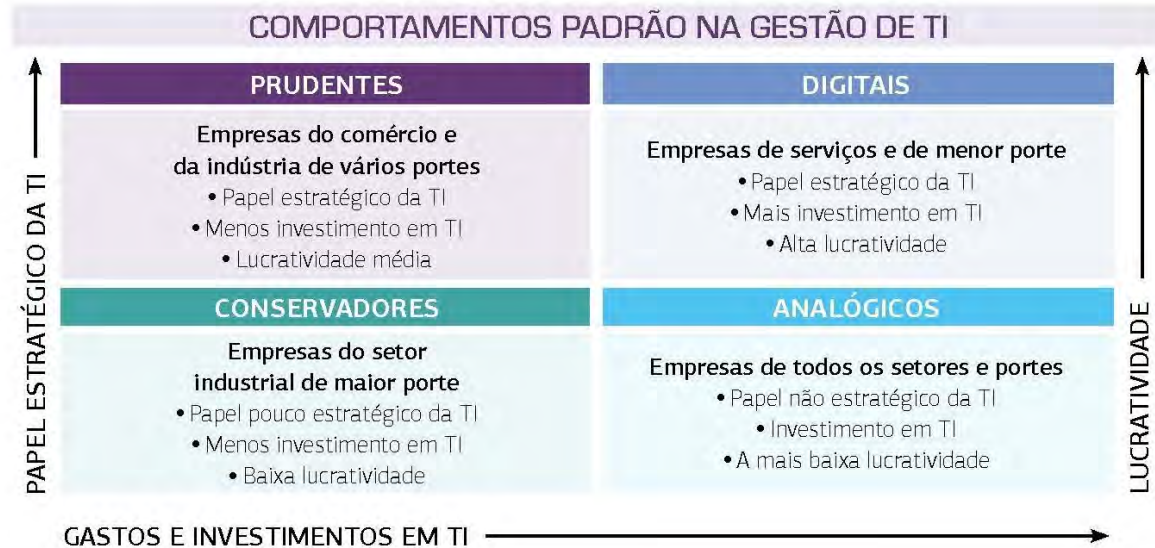 COMPORTAMENTOS PADRÃO NA GESTÃO DE TI
PAPEL ESTRATÉGICO DA TI
PRUDENTES
Empresas do comércio e
da indústria de vários portes
• Papel estratégico da TI
• Menos investimento em TI
• Lucratividade média
DIGITAIS
Empresas de serviços e de menor porte
• Papel estratégico da TI
• Mais investimento em TI
• Alta lucratividade
CONSERVADORES
Empresas do setor
industrial de maior porte
• Papel pouco estratégico da TI
• Menos investimento em TI
• Baixa lucratividade
ANALÓGICOS
Empresas de todos os setores e portes
• Papel não estratégico da TI
• Investimento em TI
• A mais baixa lucratividade
LUCRATIVIDADE
GASTOS E INVESTIMENTOS EM TI